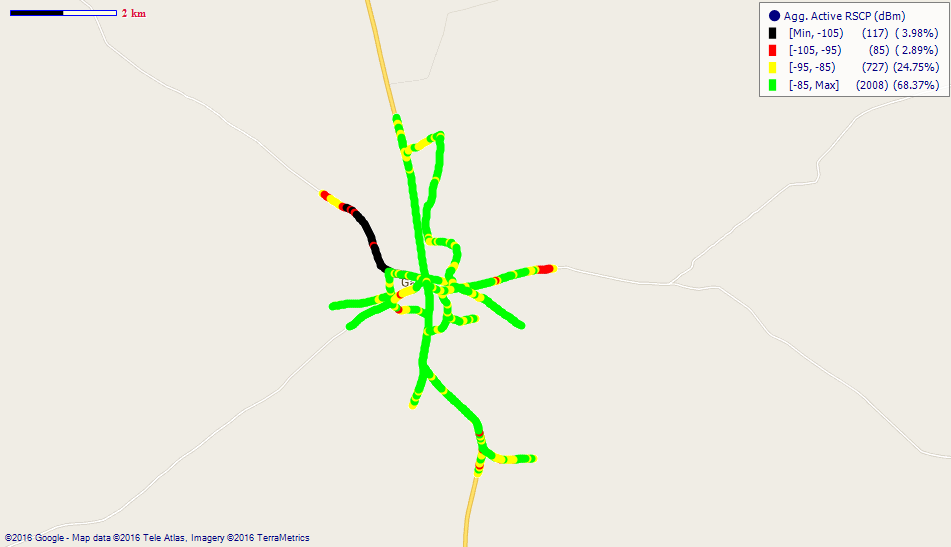 2 km
Agg. Active RSCP (dBm)
[Min, -105) (117) ( 3.98%)
[-105, -95) (85) ( 2.89%)
[-95, -85) (727) (24.75%)
[-85, Max] (2008) (68.37%)
©2016 Google - Map data ©2016 Tele Atlas, Imagery ©2016 TerraMetrics